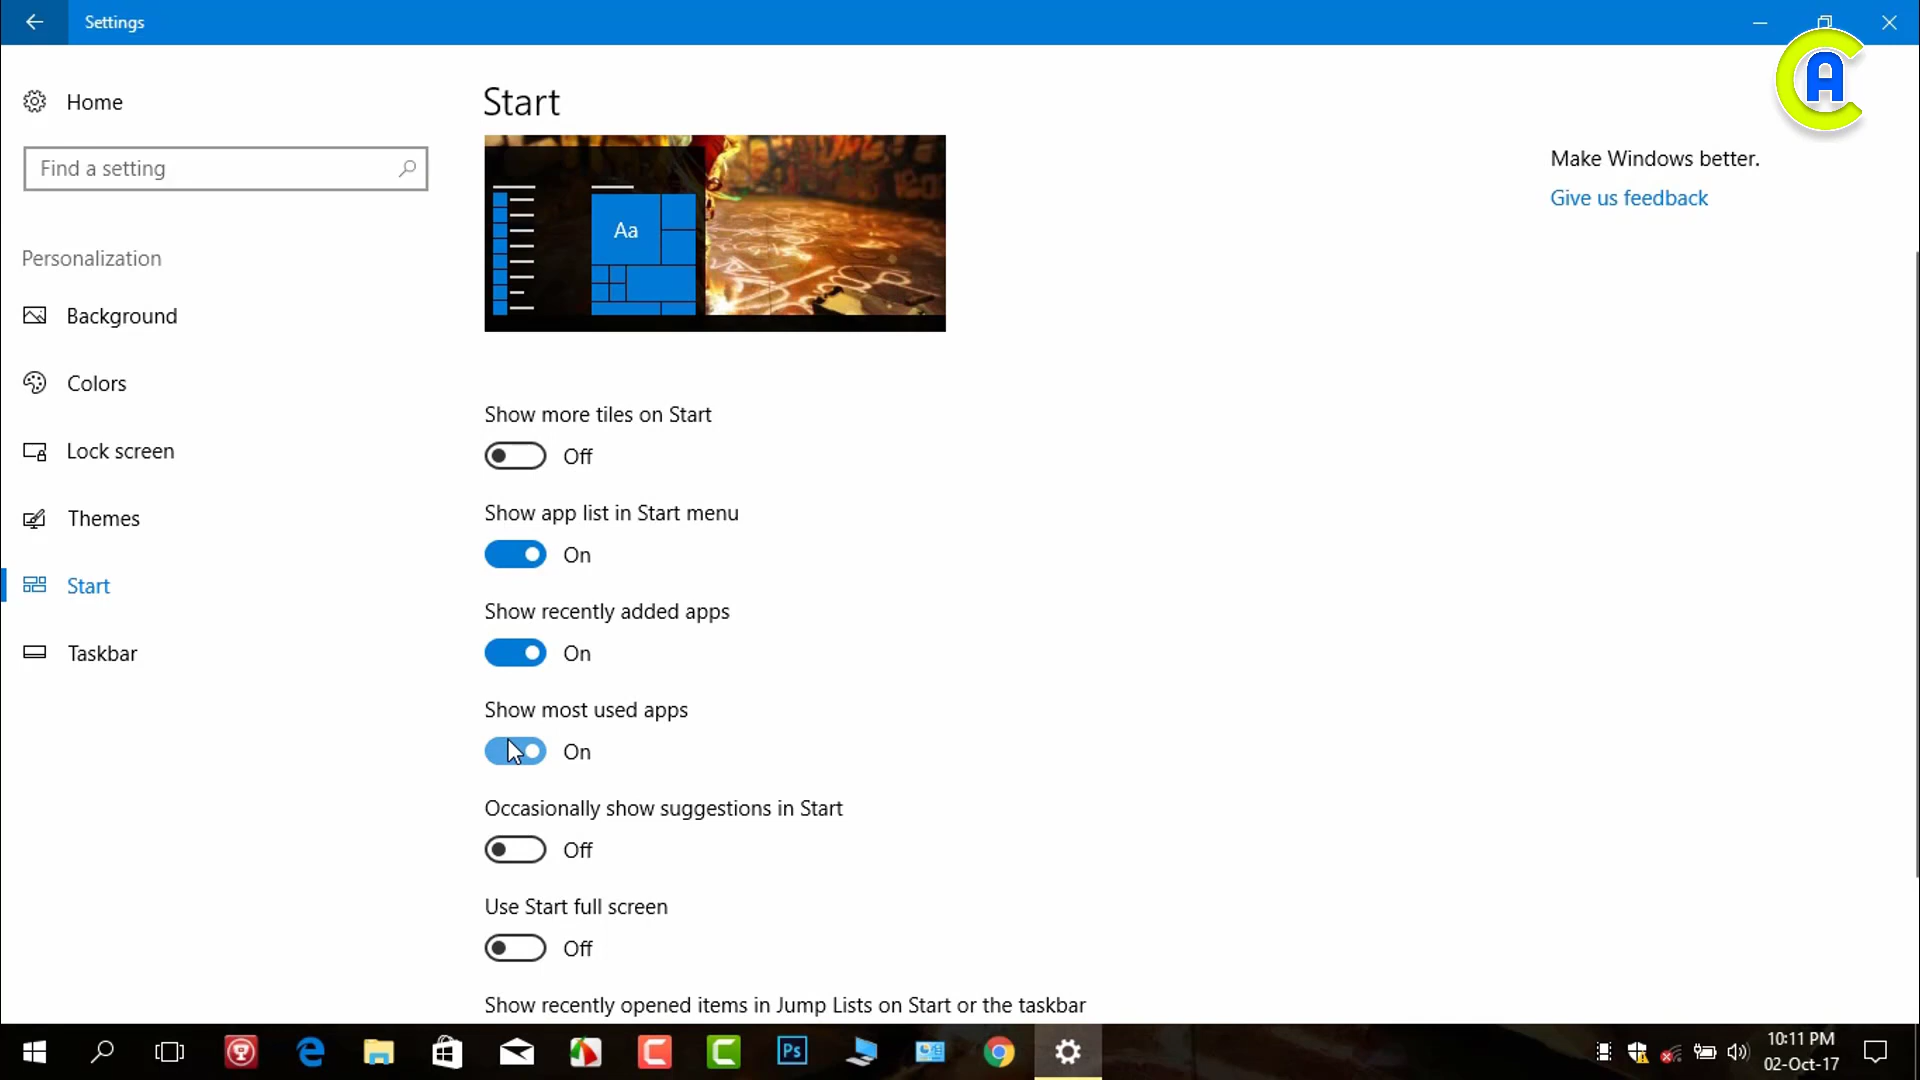 Settings
Home
Find a setting
Personalization
Background
Colors
Lock screen
Themes
Start
Taskbar
Start
Aa
Show more tiles on Start
Off
Show app list in Start menu
On
Show recently added apps
On
Show most used apps
On
Occasionally show suggestions in Start
Off
Use Start full screen
Off
Show recently opened items in Jump Lists on Start or the taskbar
Make Windows better.
Give us feedback
CA
Ps
10:11 PM
02-Oct-17